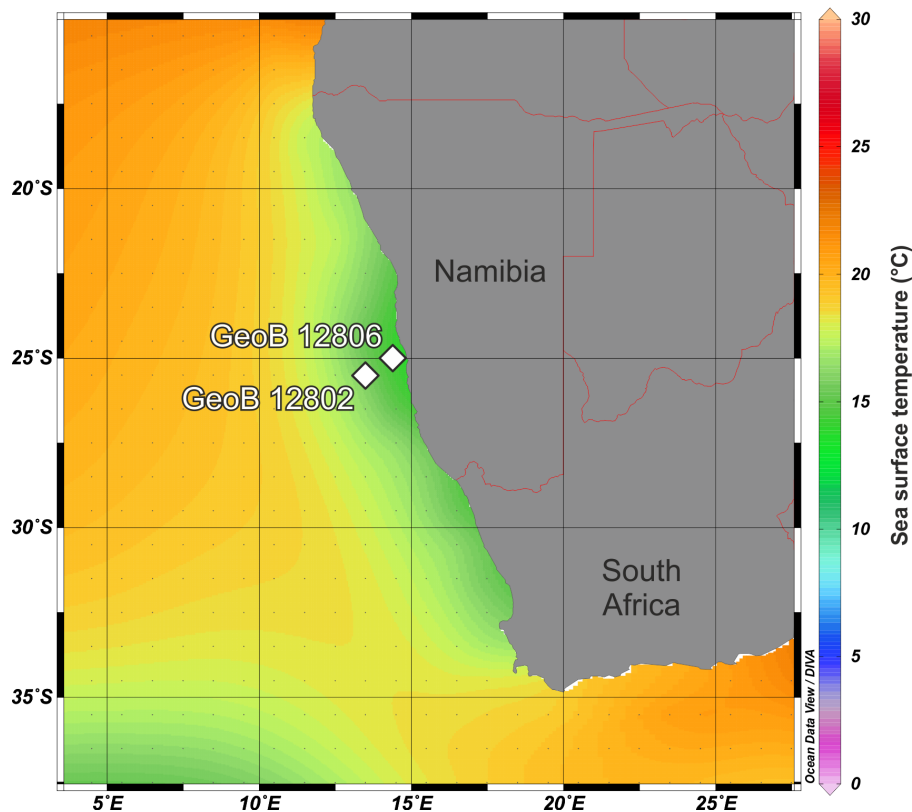 30
25
20
15
10
5
0
Sea surface temperature (°C)
20°S
25°S
30°S
35°S
Namibia
GeoB 12806
GeoB 12802
South
Africa
Ocean Data View / DIVA
5°E
10°E
15°E
20°E
25°E